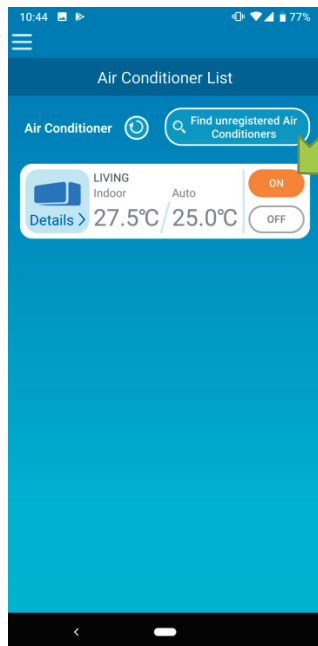 10:44 77%
Air Conditioner List
Air Conditioner
Find unregistered Air
Conditioners
LIVING
Indoor Auto
27.5℃ 25.0℃
Details >
ON
OFF